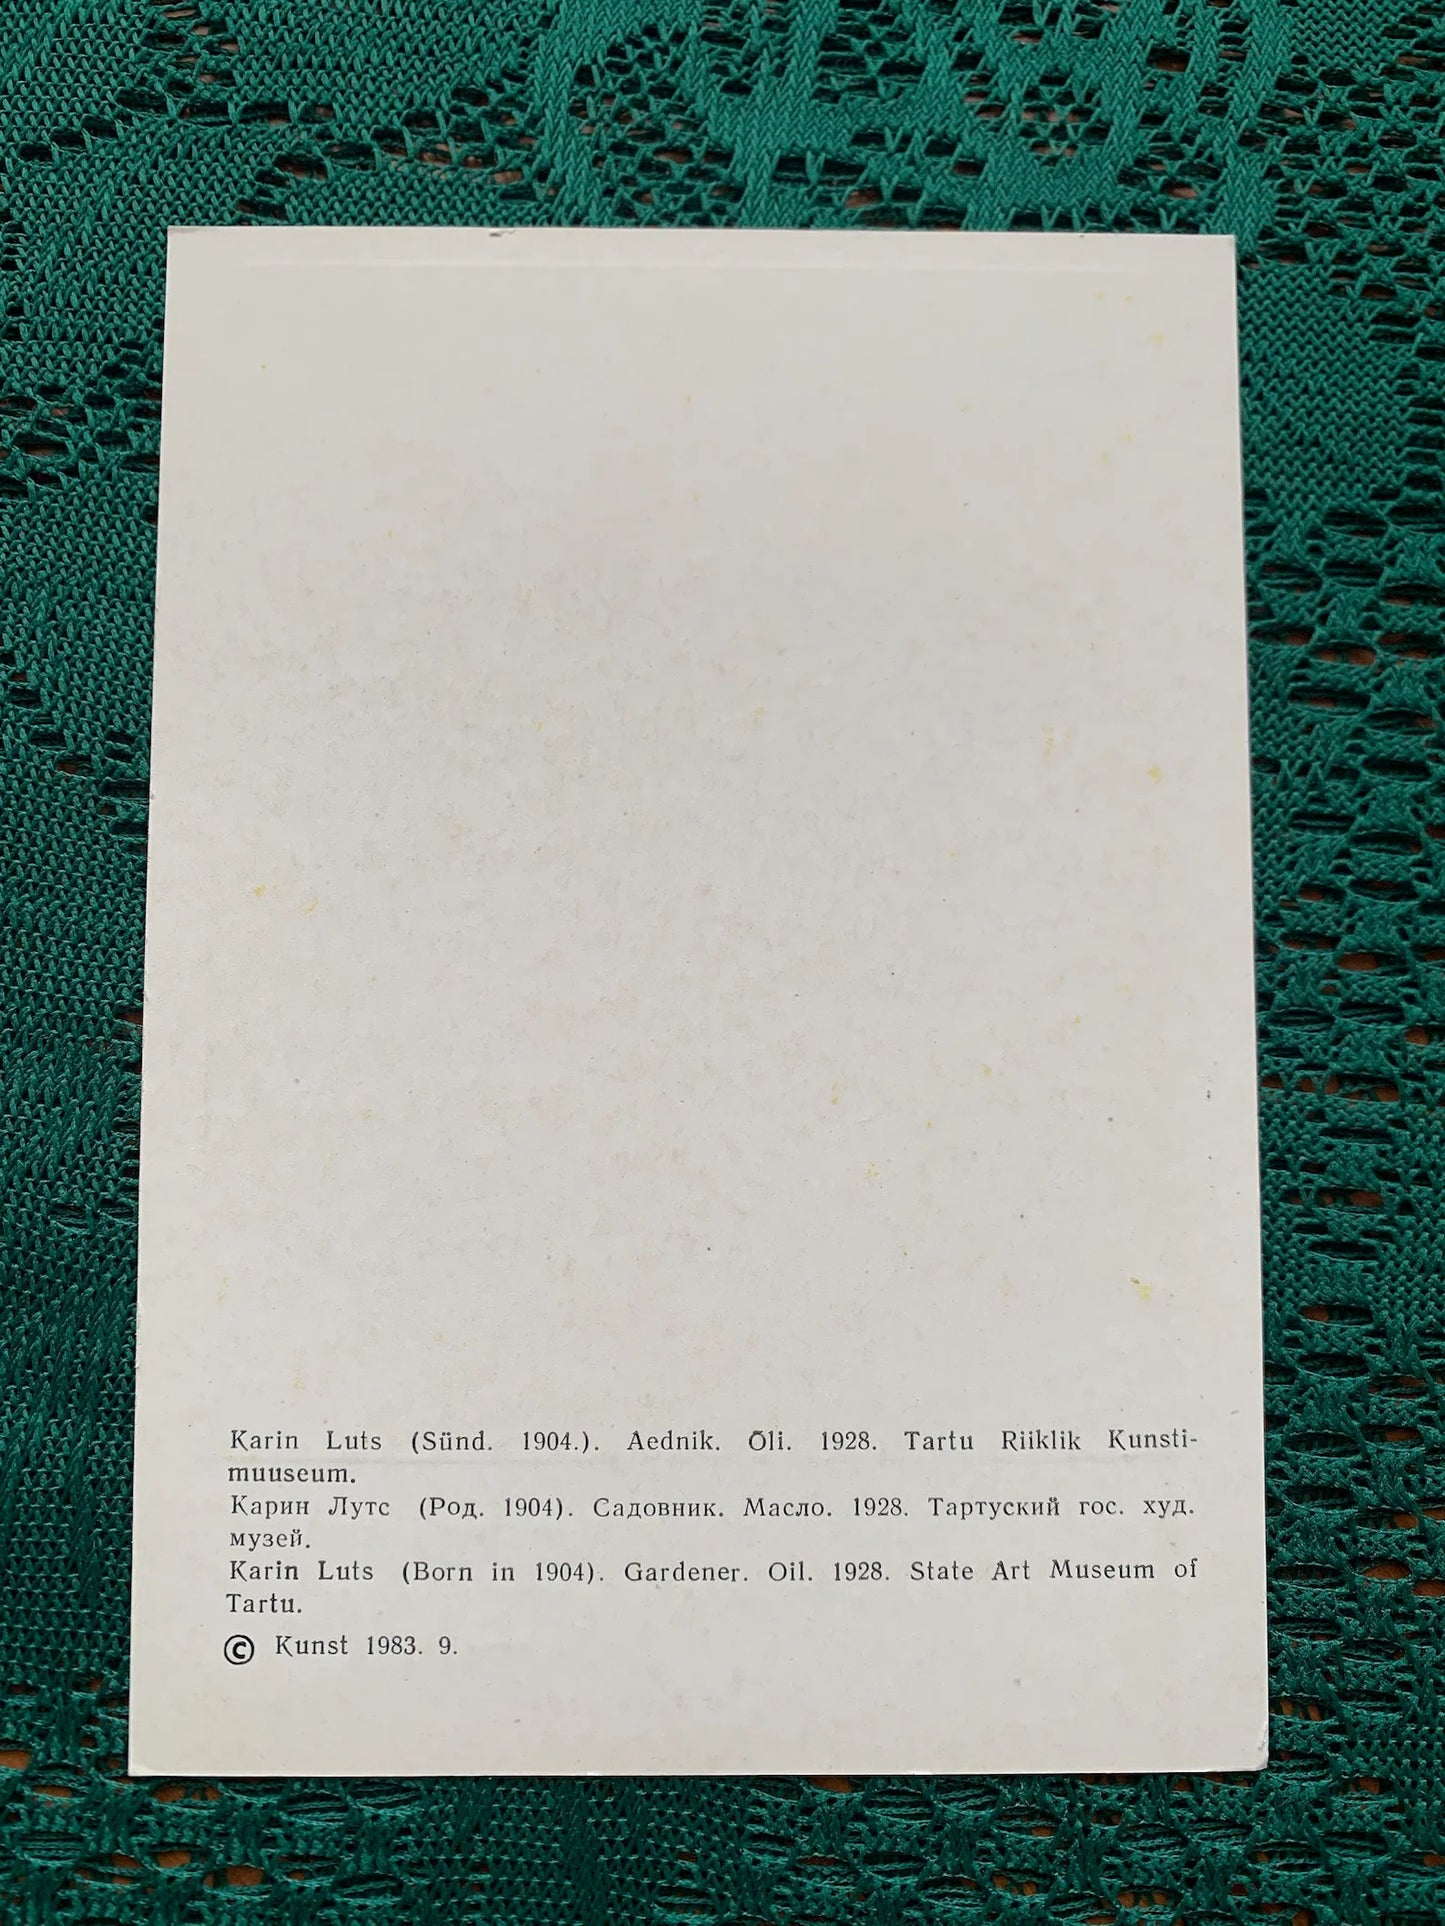 Karin Luts (Sünd. 1904.). Aednik. Õli. 1928. Tartu Riiklik Kunsti-
muuseum.
Карин Лутс (Род. 1904). Садовник. Масло. 1928. Тартуский гос. худ.
музей.
Karin Luts (Born in 1904). Gardener. Oil. 1928. State Art Museum of
Tartu.
© Kunst 1983. 9.